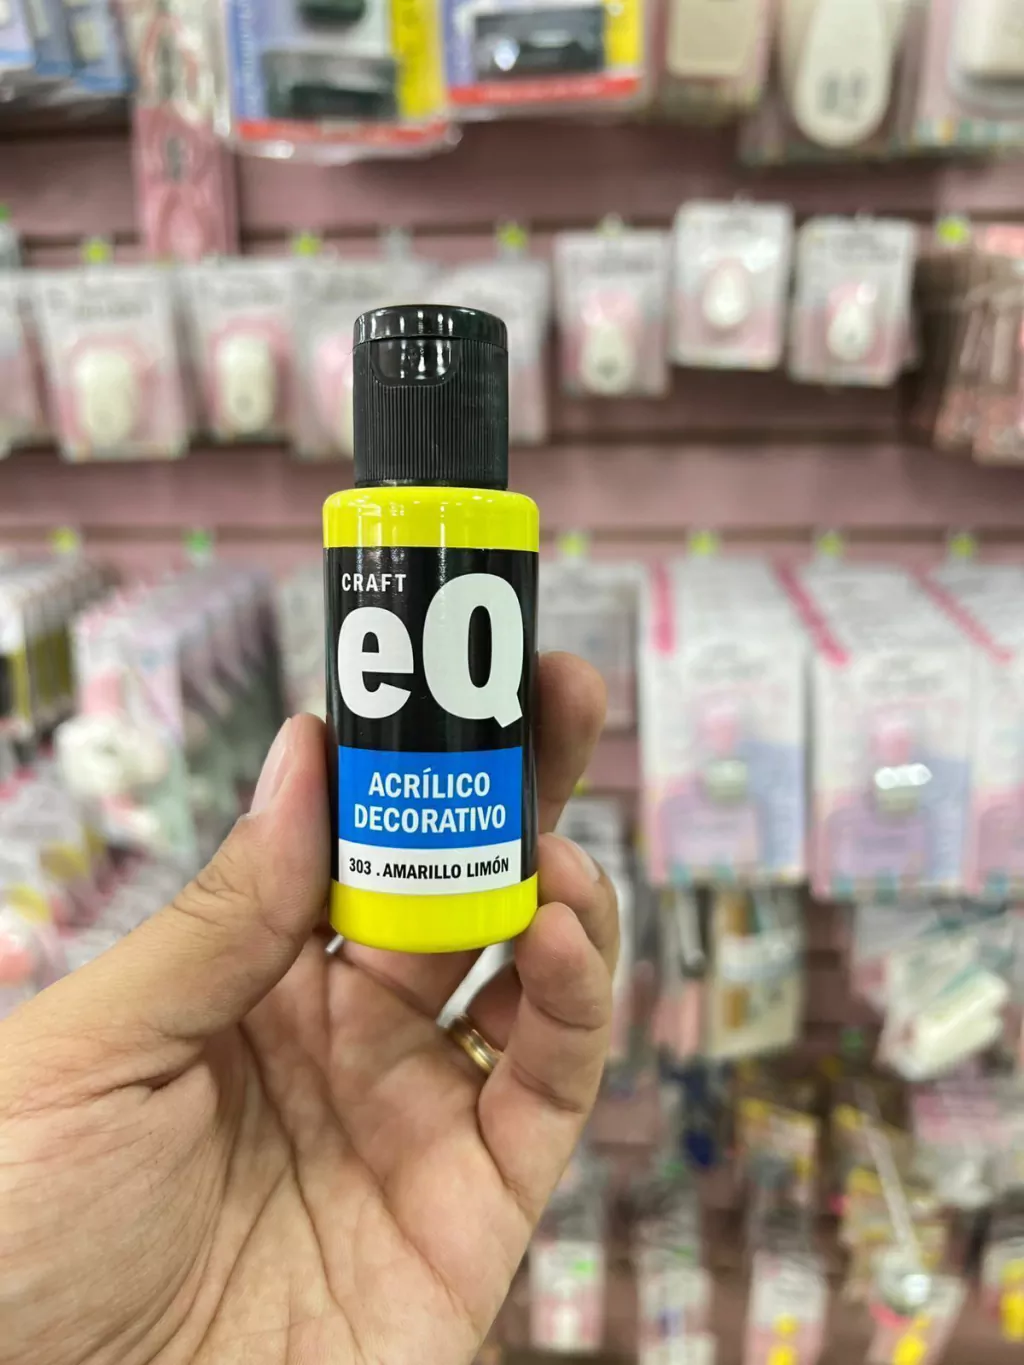 CRAFT
eQ
ACRÍLICO
DECORATIVO
303 . AMARILLO LIMÓN